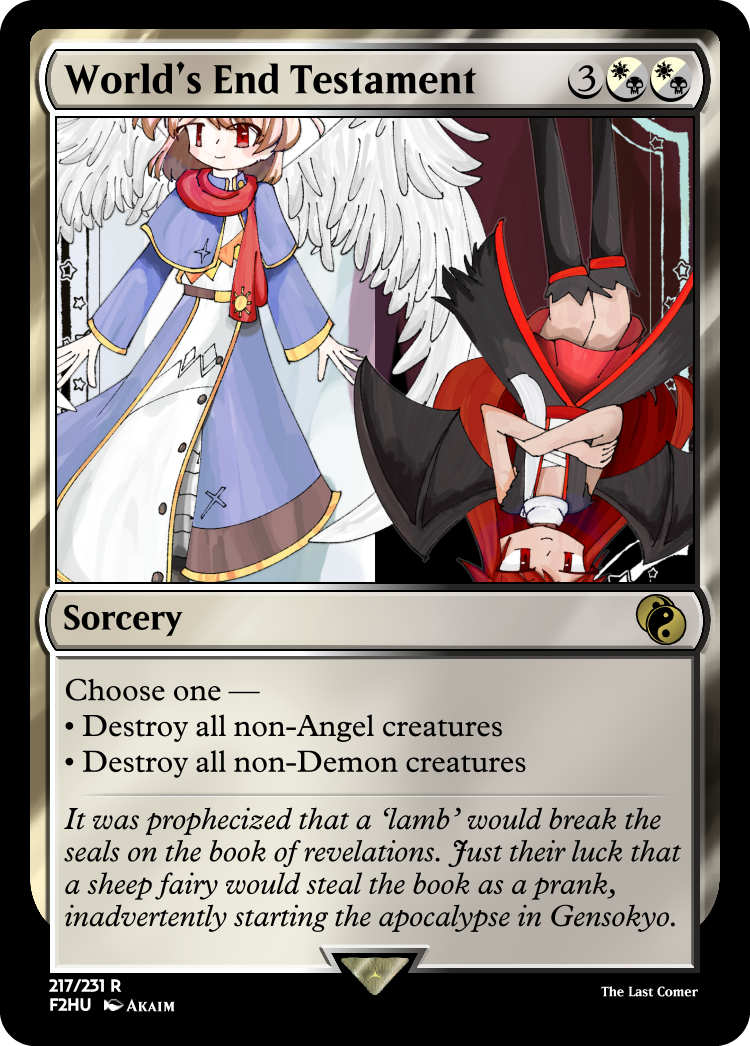 World's End Testament 3
Sorcery
Choose one —
• Destroy all non-Angel creatures
• Destroy all non-Demon creatures
It was prophecized that a ‘lamb’ would break the
seals on the book of revelations. Just their luck that
a sheep fairy would steal the book as a prank,
inadvertently starting the apocalypse in Gensokyo.
217/231 R
F2HU AKAIM
The Last Comer